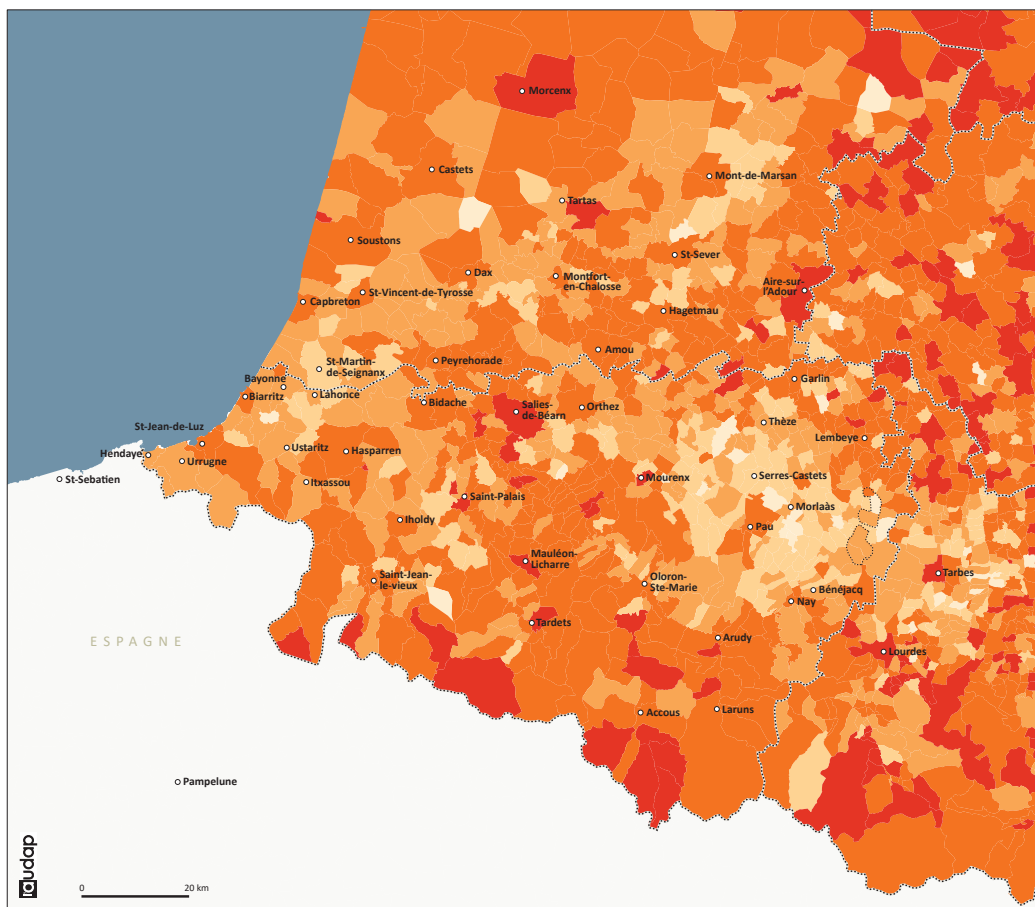 Morcenx
Castets
Mont-de-Marsan
Tartas
Soustons
St-Sever
Dax
Montfort-
en-Chalosse
Aire-sur-
l'Adour
St-Vincent-de-Tyrosse
Capbreton
Hagetmau
Amou
Peyrehorade
St-Martin-
de-Seignanx
Bayonne
Garlin
Biarritz
Lahonce
Bidache
Salies-
de-Béarn
Orthez
Thèze
St-Jean-de-Luz
Lembeye
Hendaye
Urrugne
Ustaritz
Hasparren
St-Sebatien
Itxassou
Mourenx
Serres-Castets
Saint-Palais
Morlaàs
Iholdy
Pau
Mauléon-
Licharre
Tarbes
Saint-Jean-
le-vieux
Oloron-
Ste-Marie
Bénéjacq
Nay
Tardets
ESPAGNE
Arudy
Lourdes
Accous
Laruns
Pampelune
audap
0 20 km